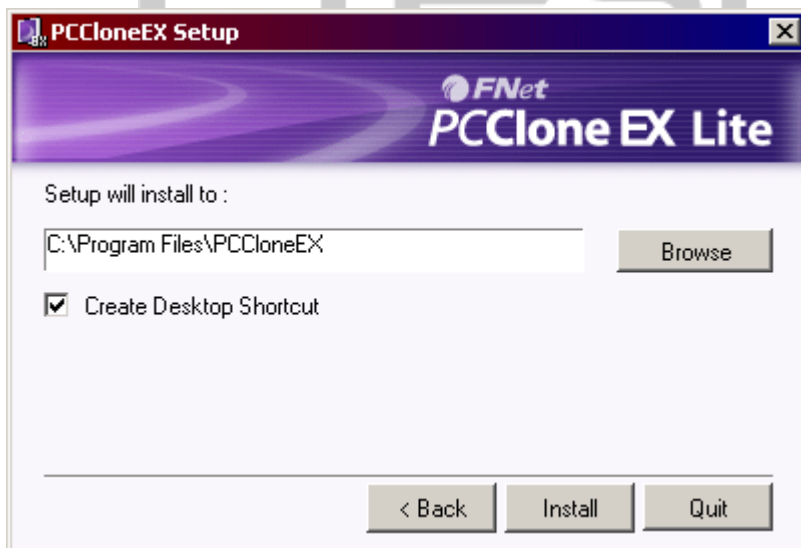 PCCloneEX Setup
FNet
PCClone EX Lite
Setup will install to :
C:\Program Files\PCCloneEX
Browse
Create Desktop Shortcut
< Back
Install
Quit